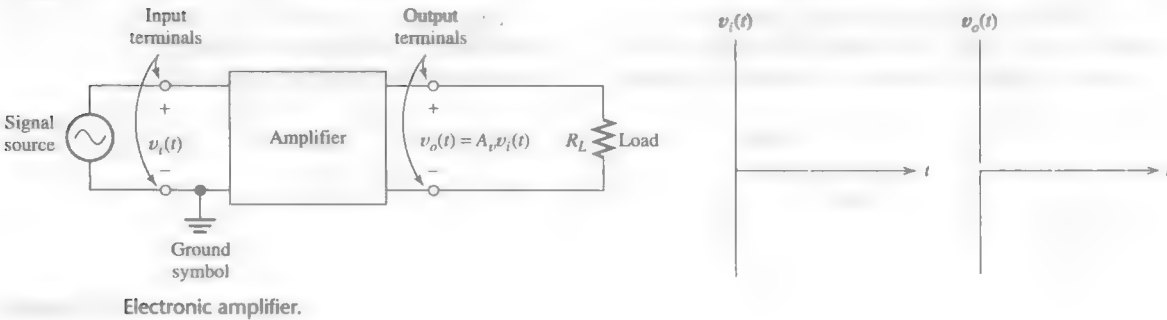 Input
terminals
Output
terminals
v_i(t)
v_o(t)
+
+
Signal
source
v_i(t)
Amplifier
v_o(t) = A_v v_i(t)
R_L
Load
−
−
t
t
Ground
symbol
Electronic amplifier.